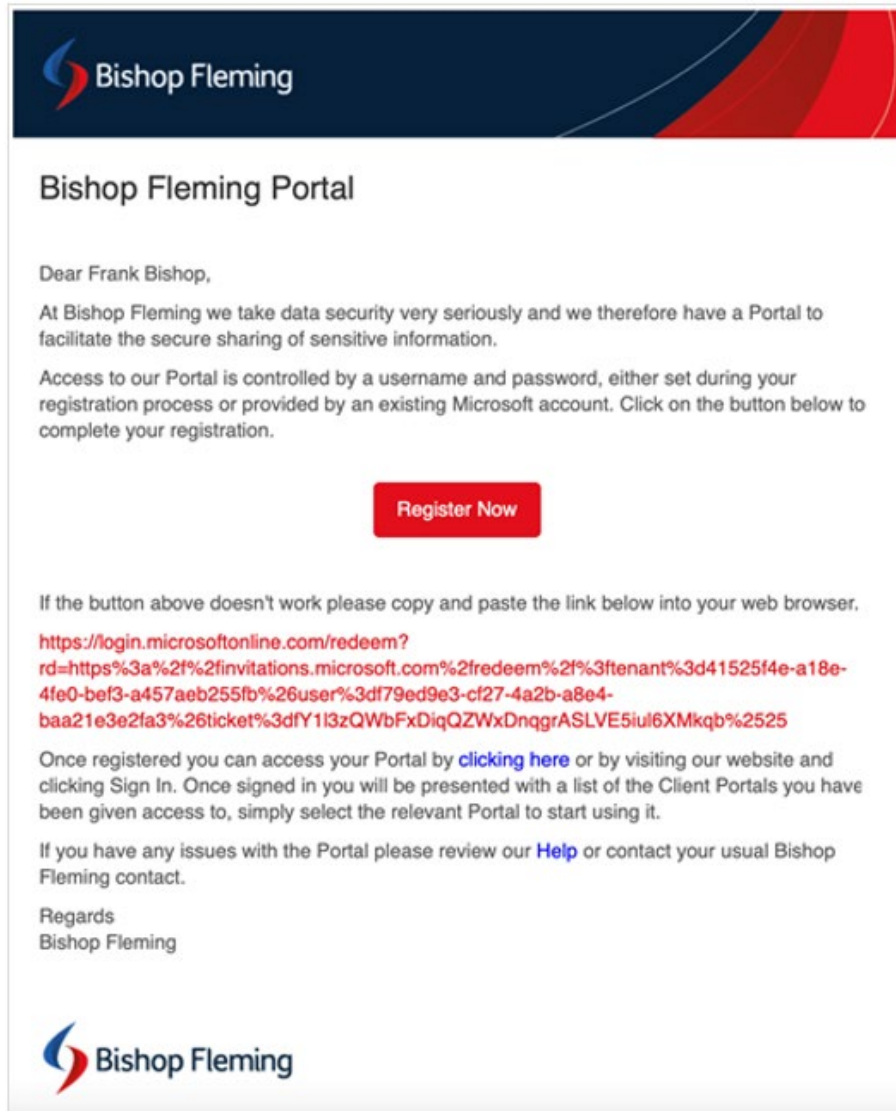 Bishop Fleming
Bishop Fleming Portal
Dear Frank Bishop,
At Bishop Fleming we take data security very seriously and we therefore have a Portal to
facilitate the secure sharing of sensitive information.
Access to our Portal is controlled by a username and password, either set during your
registration process or provided by an existing Microsoft account. Click on the button below to
complete your registration.
Register Now
If the button above doesn't work please copy and paste the link below into your web browser.
https://login.microsoftonline.com/redeem?
rd=https%3a%2f%2finvitations.microsoft.com%2fredeem%2f%3ftenant%3d41525f4e-a18e-
4fe0-bef3-a457aeb255fb%26user%3df79ed9e3-cf27-4a2b-a8e4-
baa21e3e2fa3%26ticket%3dfY1l3zQWbFxDiqQZWxDnqgrASLVE5iul6XMkqb%2525
Once registered you can access your Portal by clicking here or by visiting our website and
clicking Sign In. Once signed in you will be presented with a list of the Client Portals you have
been given access to, simply select the relevant Portal to start using it.
If you have any issues with the Portal please review our Help or contact your usual Bishop
Fleming contact.
Regards
Bishop Fleming
Bishop Fleming